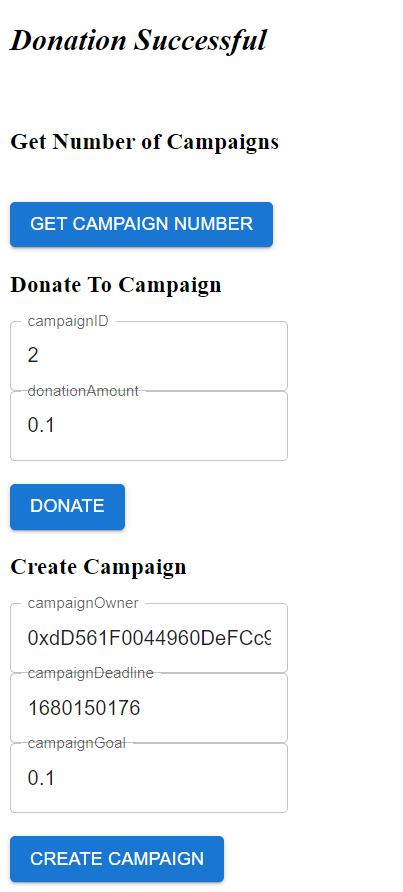 Donation Successful
Get Number of Campaigns
GET CAMPAIGN NUMBER
Donate To Campaign
campaignID
2
donationAmount
0.1
DONATE
Create Campaign
campaignOwner
0xdD561F0044960DeFCc9
campaignDeadline
1680150176
campaignGoal
0.1
CREATE CAMPAIGN